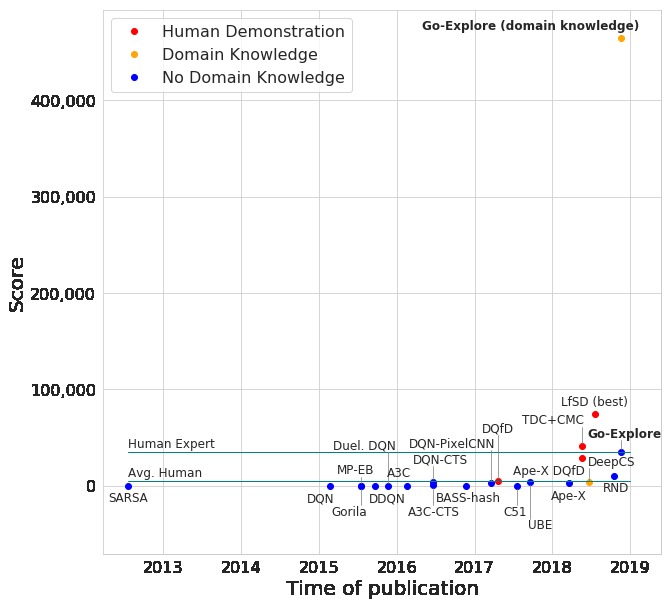 Go-Explore (domain knowledge)
Human Demonstration
Domain Knowledge
No Domain Knowledge
400,000
300,000
200,000
100,000
0
Score
LfSD (best)
TDC+CMC
DQfD
Go-Explore
Human Expert
Duel. DQN
DQN-PixelCNN
DQN-CTS
DeepCS
Avg. Human
MP-EB
A3C
Ape-X DQfD
SARSA
DQN
DDQN
BASS-hash
Ape-X
RND
Gorila
A3C-CTS
C51
UBE
2013
2014
2015
2016
2017
2018
2019
Time of publication